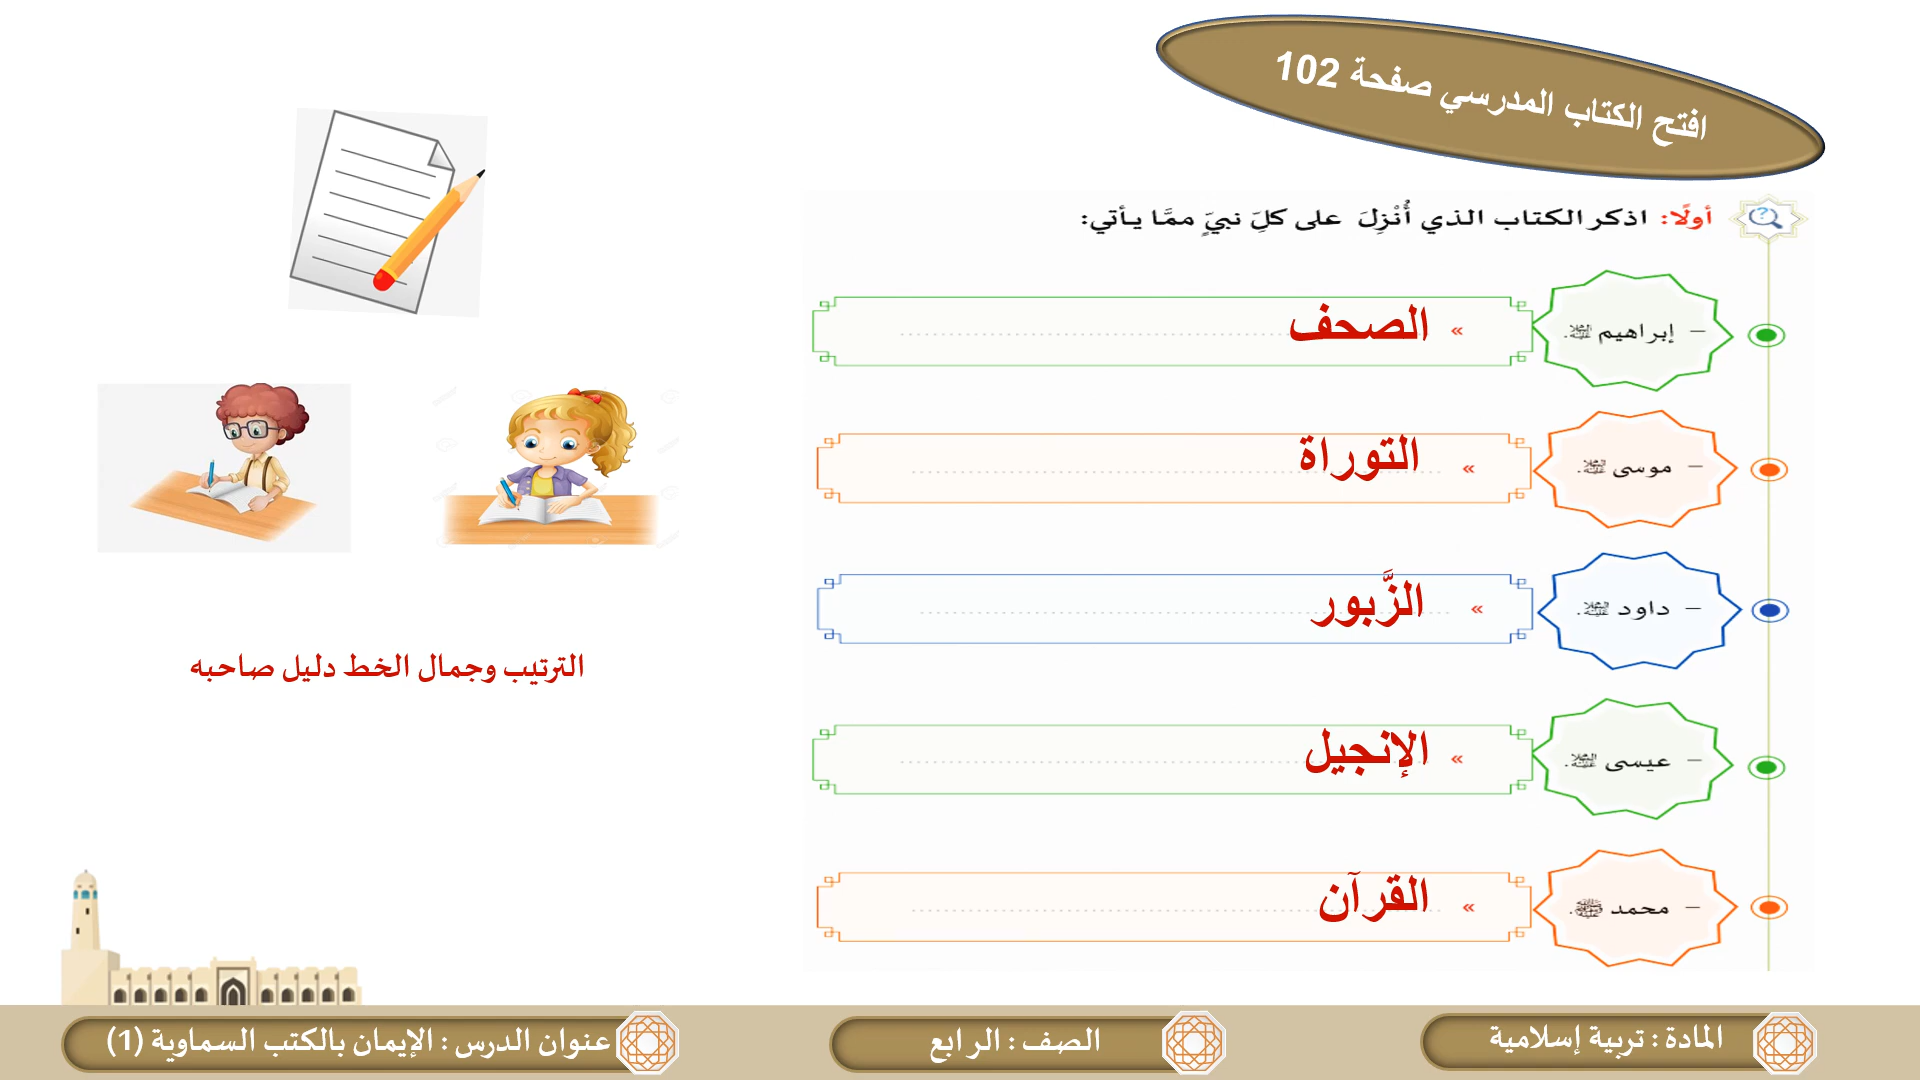 افتح الكتاب المدرسي صفحة 102
أولًا: اذكر الكتاب الذي أُنْزِلَ على كلِّ نبيٍّ ممَّا يأتي:
– إبراهيم عليه السلام. » الصحف
– موسى عليه السلام. » التوراة
– داود عليه السلام. » الزَّبور
– عيسى عليه السلام. » الإنجيل
– محمد ﷺ. » القرآن
الترتيب وجمال الخط دليل صاحبه
المادة : تربية إسلامية
الصف : الرابع
عنوان الدرس : الإيمان بالكتب السماوية (1)